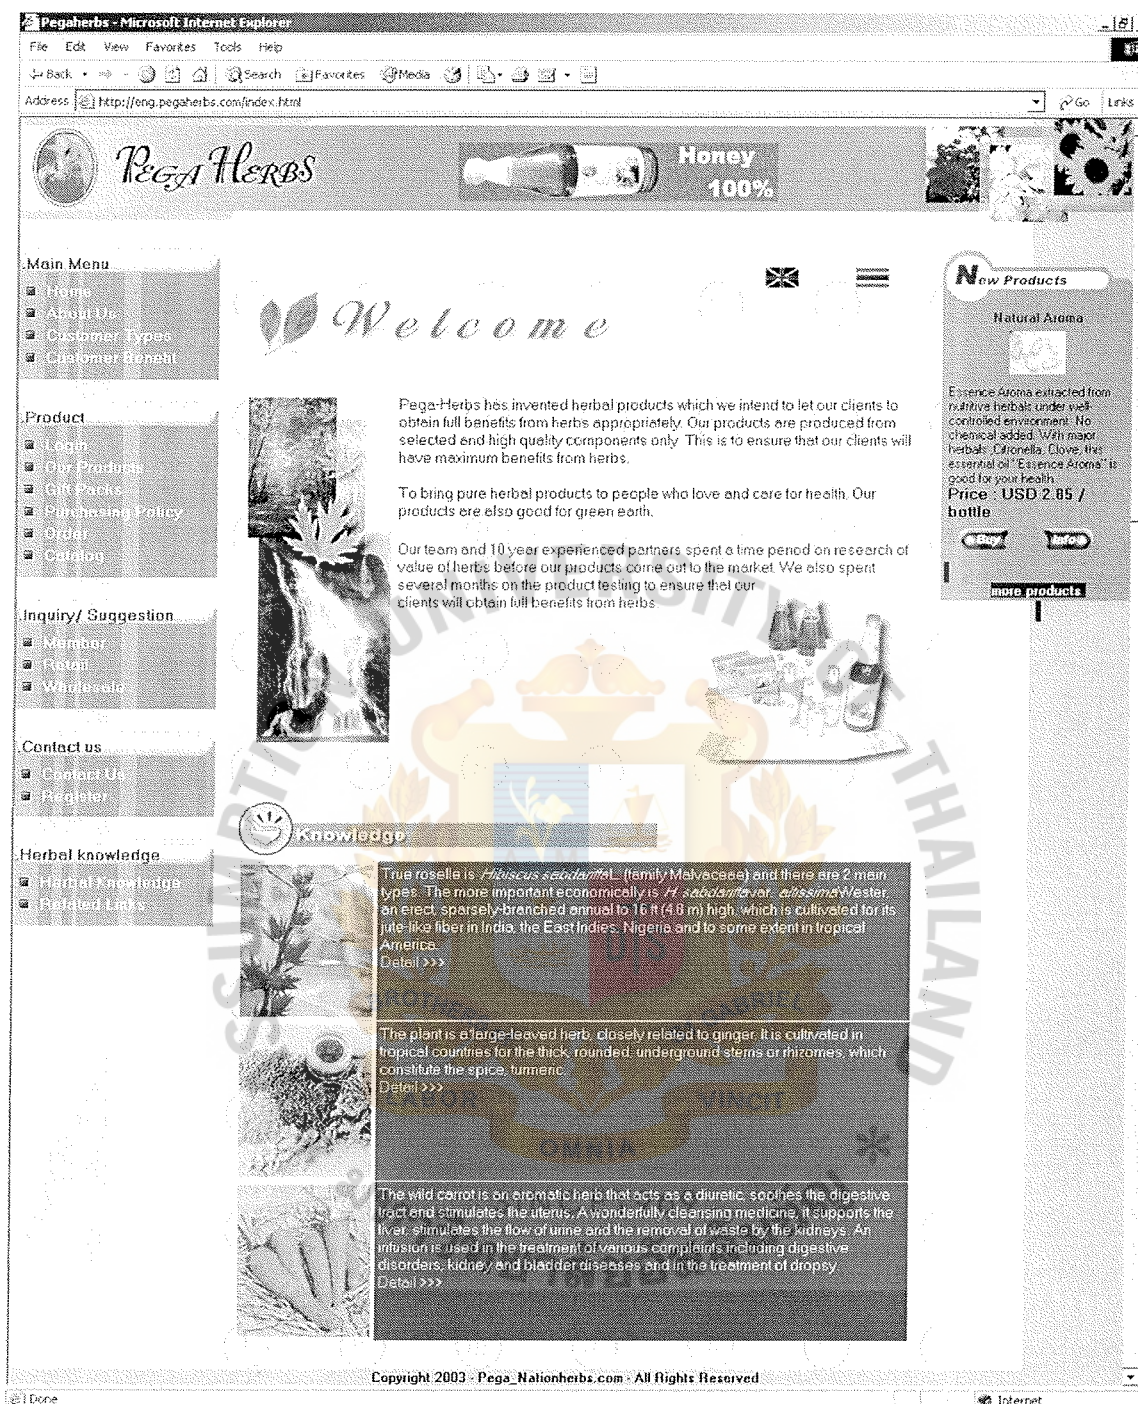 Pegaherbs - Microsoft Internet Explorer
File Edit View Favorites Tools Help
Back Search Favorites Media
Address http://eng.pegaherbs.com/index.html Go Links
PEGA HERBS
Honey
100%
.Main Menu
Home
About Us
Customer Types
Customer Benefit
.Product
Login
Our Products
Gift Packs
Purchasing Policy
Order
Catalog
.Inquiry/ Suggestion
Member
Retail
Wholesale
.Contact us
Contact Us
Register
.Herbal knowledge
Herbal Knowledge
Related Links
Welcome
Pega-Herbs has invented herbal products which we intend to let our clients to
obtain full benefits from herbs appropriately. Our products are produced from
selected and high quality components only. This is to ensure that our clients will
have maximum benefits from herbs.
To bring pure herbal products to people who love and care for health. Our
products are also good for green earth.
Our team and 10 year experienced partners spent a time period on research of
value of herbs before our products come out to the market. We also spent
several months on the product testing to ensure that our
clients will obtain full benefits from herbs.
New Products
Natural Aroma
Essence Aroma extracted from
nutritive herbals under well-
controlled environment. No
chemical added. With major
herbals ,Citronella, Clove, this
essential oil "Essence Aroma" is
good for your health.
Price : USD 2.85 /
bottle
Buy Info
more products
Knowledge
True roselle is Hibiscus sabdariffa L. (family Malvaceae) and there are 2 main
types. The more important economically is H. sabdariffa var. altissima Wester,
an erect, sparsely-branched annual to 16 ft (4.8 m) high, which is cultivated for its
jute-like fiber in India, the East Indies, Nigeria and to some extent in tropical
America.
Detail >>>
The plant is a large-leaved herb, closely related to ginger. It is cultivated in
tropical countries for the thick, rounded, underground stems or rhizomes, which
constitute the spice, turmeric.
Detail >>>
The wild carrot is an aromatic herb that acts as a diuretic, soothes the digestive
tract and stimulates the uterus. A wonderfully cleansing medicine, it supports the
liver, stimulates the flow of urine and the removal of waste by the kidneys. An
infusion is used in the treatment of various complaints including digestive
disorders, kidney and bladder diseases and in the treatment of dropsy.
Detail >>>
Copyright 2003 - Pega_Nationherbs.com - All Rights Reserved
Done Internet
ASSUMPTION UNIVERSITY OF THAILAND
BROTHERS
GABRIEL
LABOR
OMNIA
VINCIT